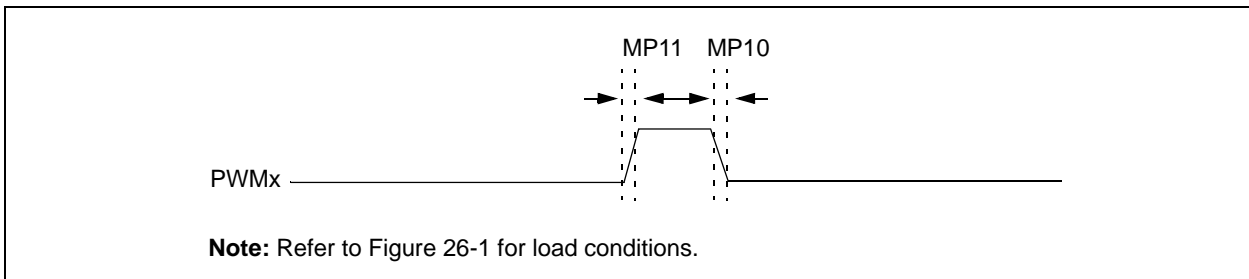 MP11 MP10
PWMx
Note: Refer to Figure 26-1 for load conditions.